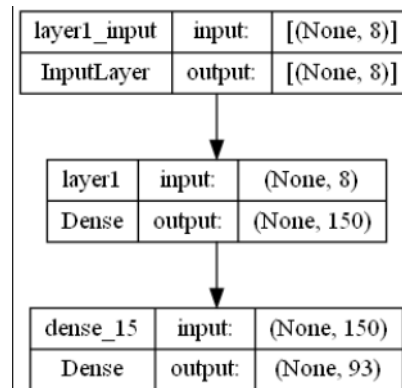 layer1_input input: [(None, 8)]
InputLayer output: [(None, 8)]
layer1 input: (None, 8)
Dense output: (None, 150)
dense_15 input: (None, 150)
Dense output: (None, 93)